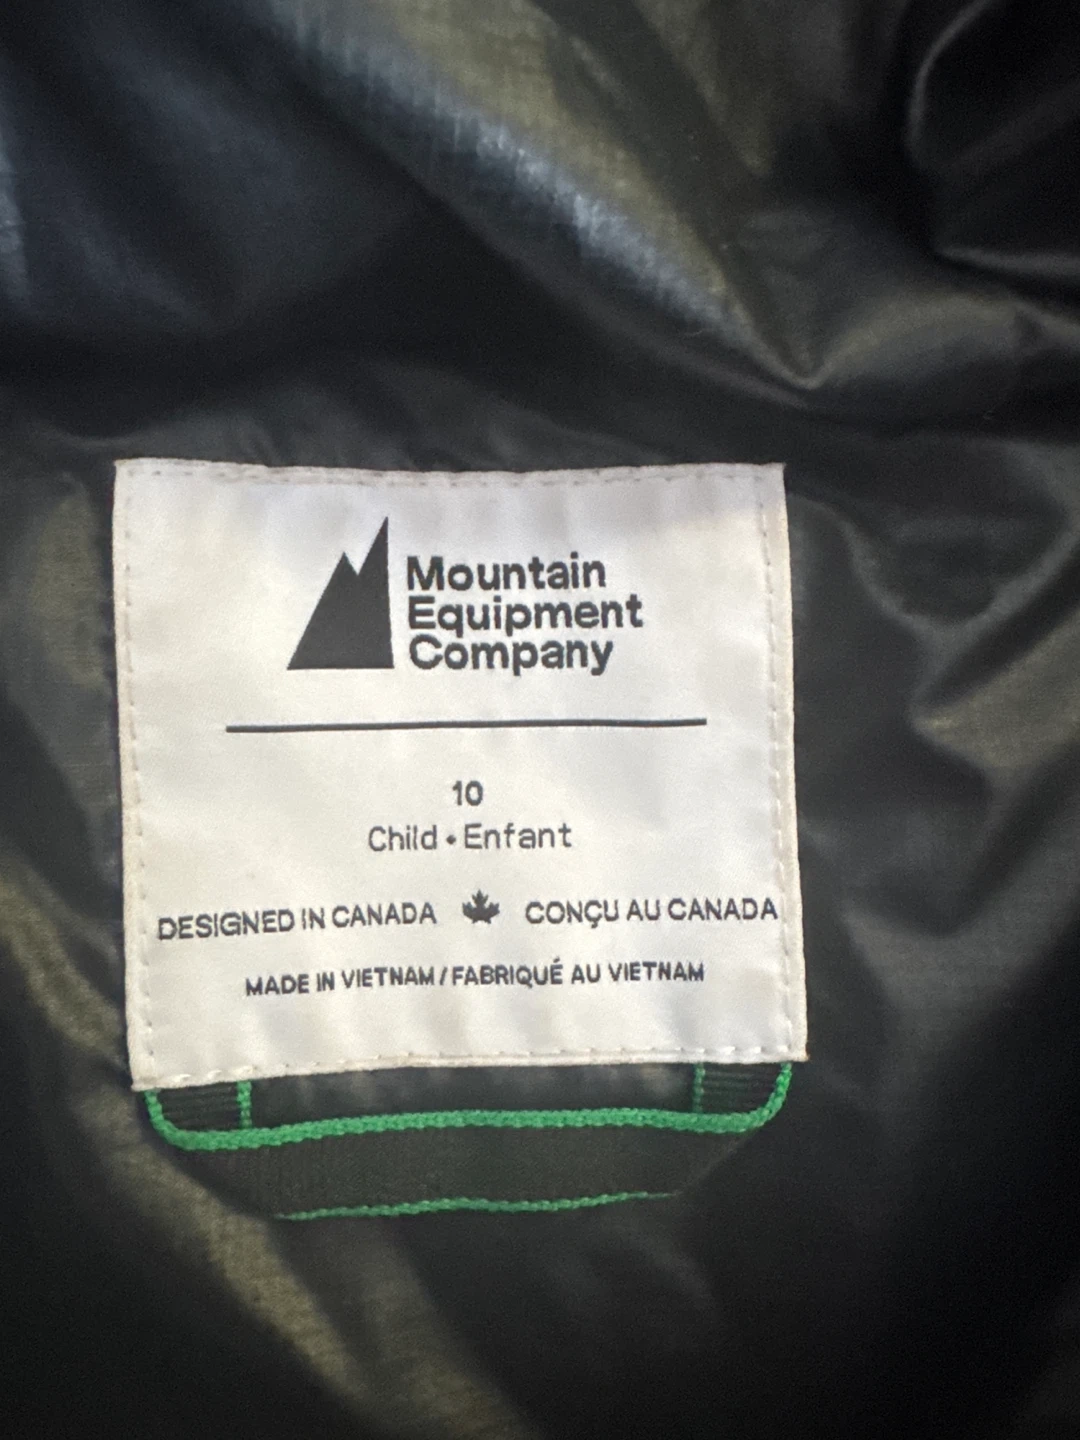 Mountain
Equipment
Company
10
Child • Enfant
DESIGNED IN CANADA CONÇU AU CANADA
MADE IN VIETNAM / FABRIQUÉ AU VIETNAM